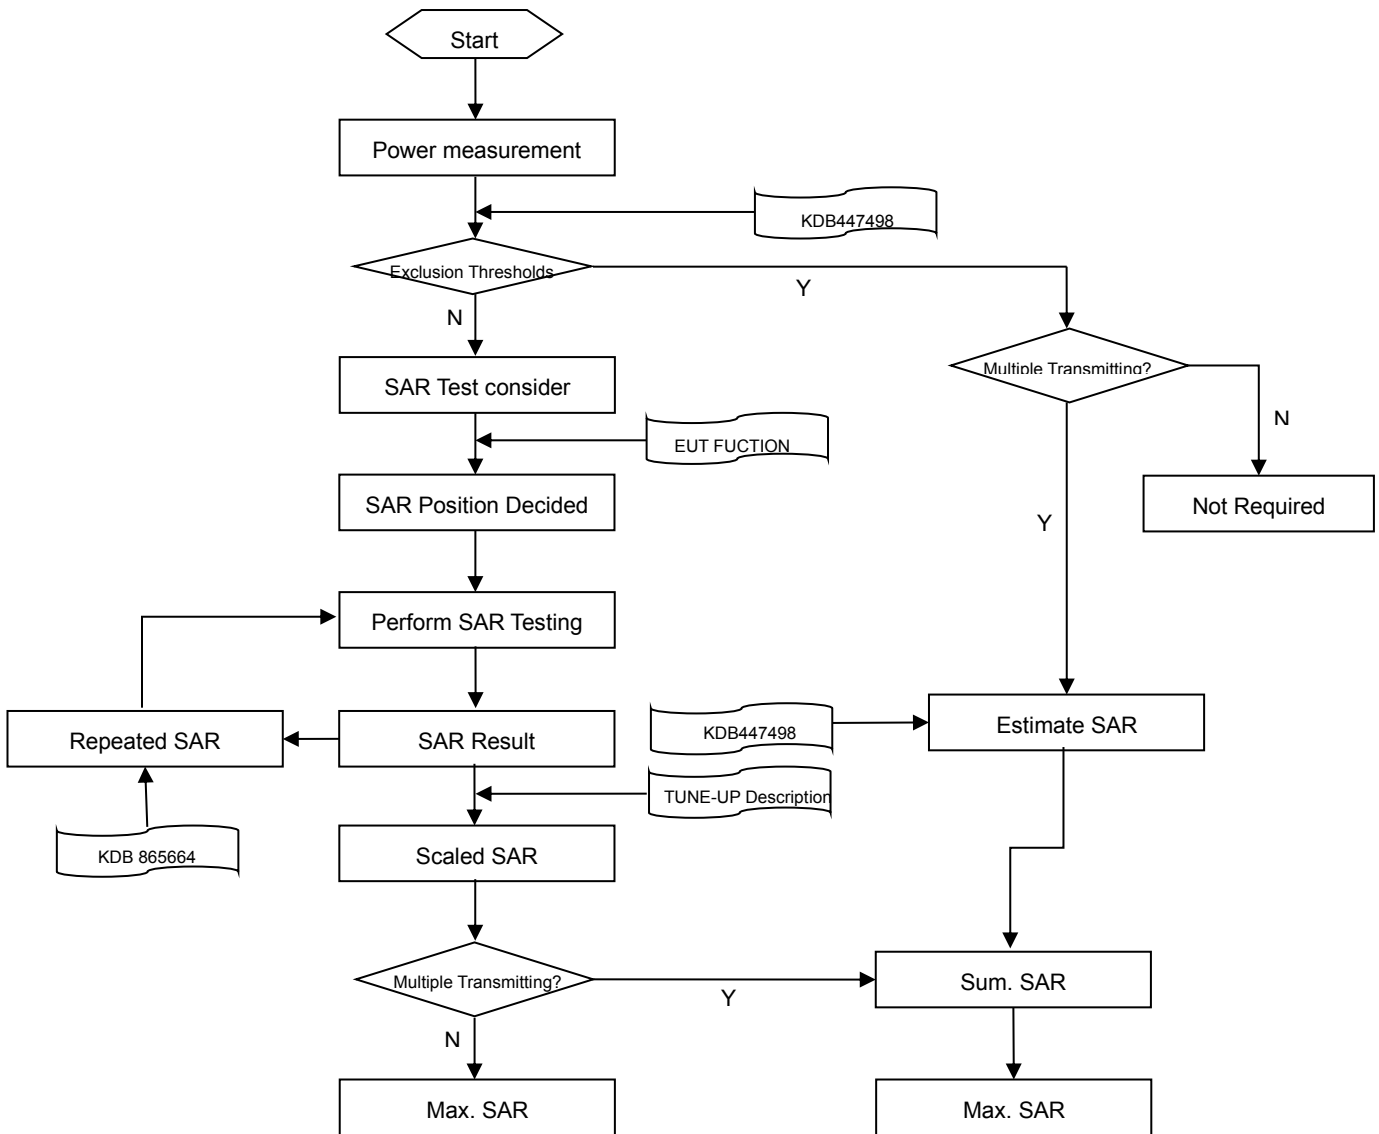 Start
Power measurement
KDB447498
Exclusion Thresholds
Y
N
Multiple Transmitting?
SAR Test consider
N
EUT FUCTION
SAR Position Decided
Not Required
Y
Perform SAR Testing
Repeated SAR
SAR Result
KDB447498
Estimate SAR
TUNE-UP Description
KDB 865664
Scaled SAR
Multiple Transmitting?
Y
Sum. SAR
N
Max. SAR
Max. SAR